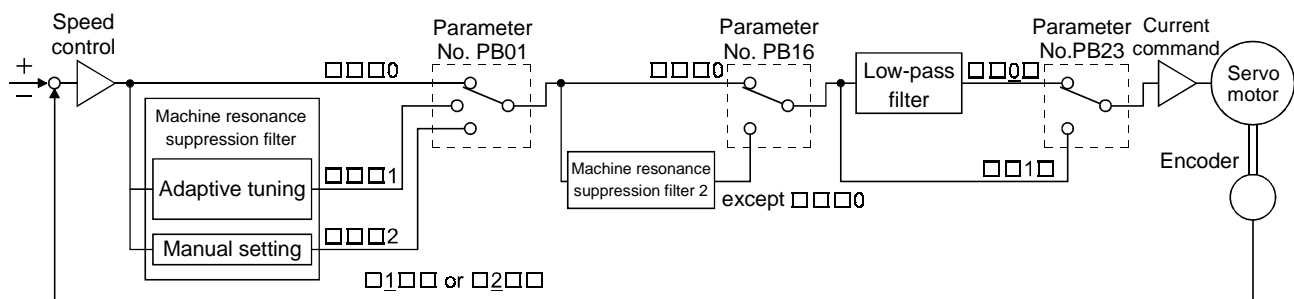 Speed
control
+
−
□□□0
Parameter
No. PB01
□□□0
Parameter
No. PB16
Low-pass
filter
□□0□
Parameter
No.PB23
Current
command
Servo
motor
Machine resonance
suppression filter
Adaptive tuning
□□□1
Manual setting
□□□2
□1□□ or □2□□
Machine resonance
suppression filter 2
except □□□0
□□1□
Encoder